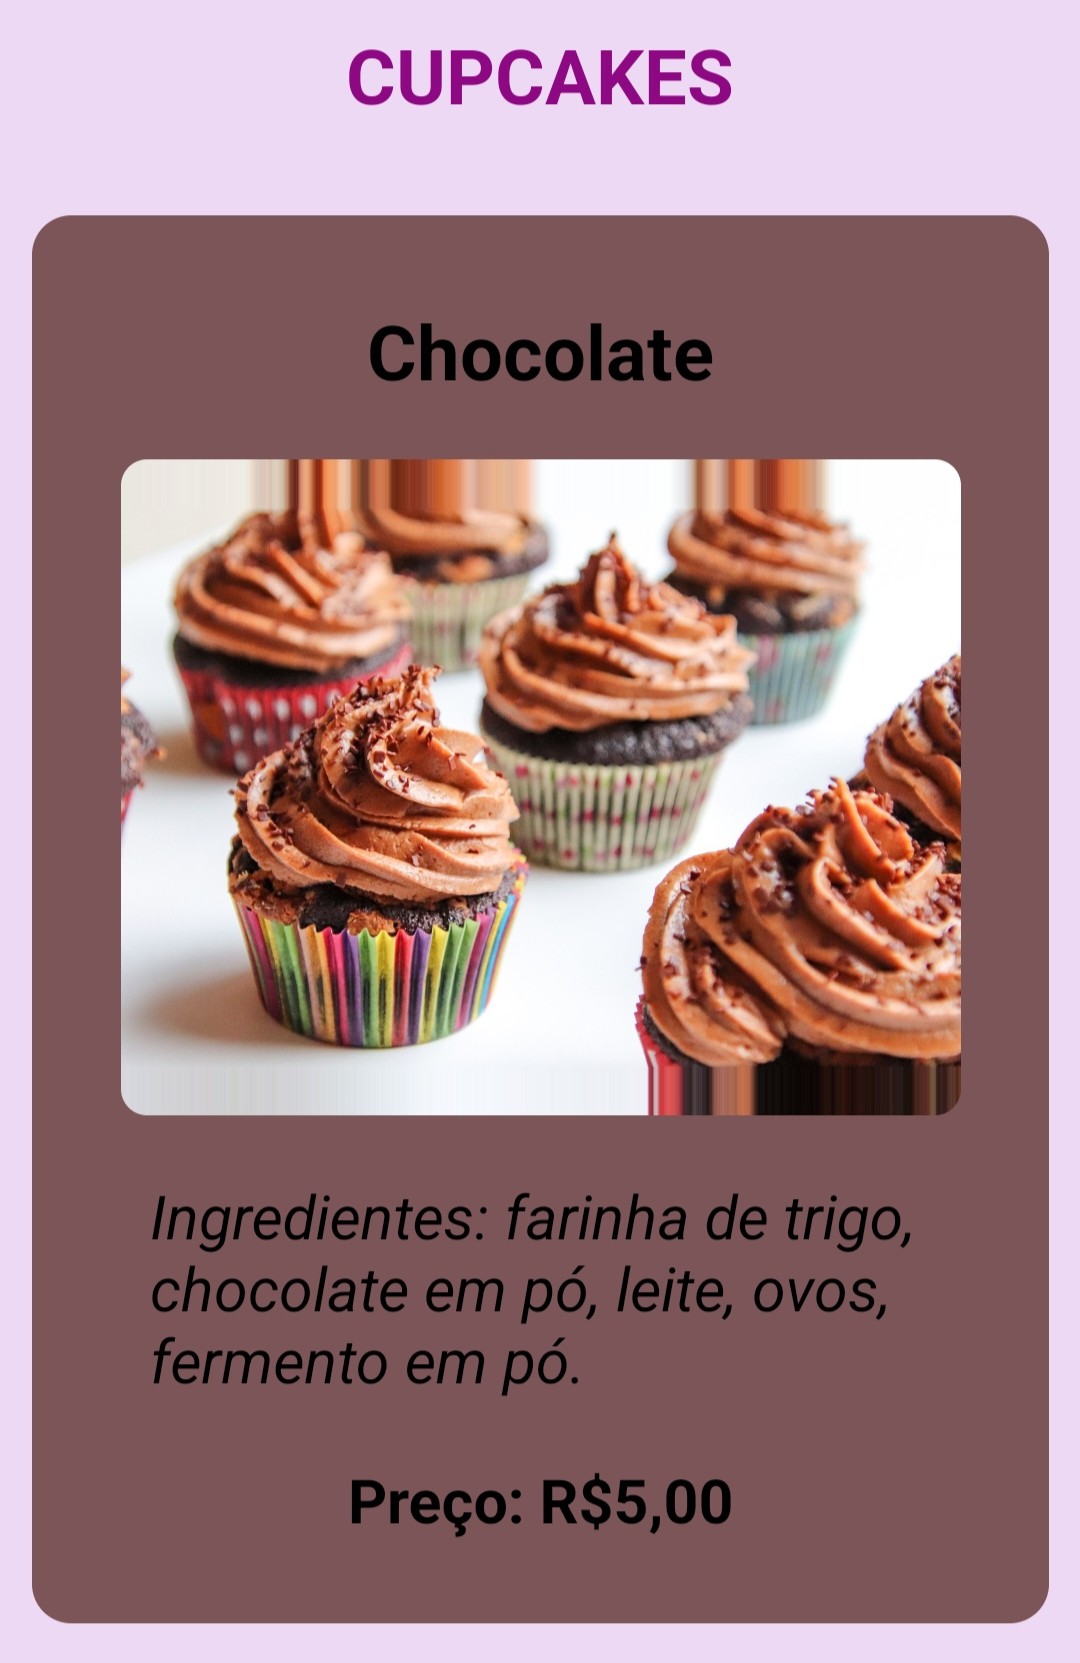 CUPCAKES
Chocolate
Ingredientes: farinha de trigo,
chocolate em pó, leite, ovos,
fermento em pó.
Preço: R$5,00